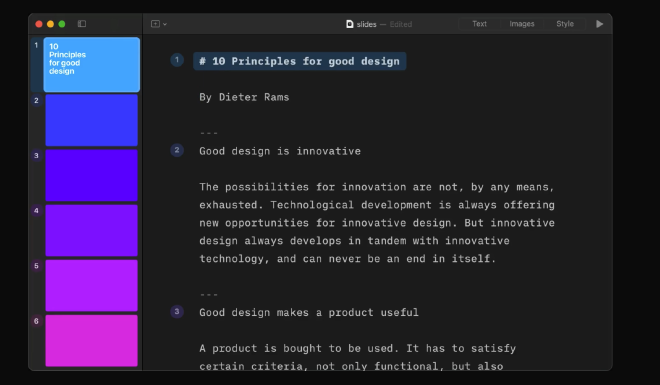 slides — Edited
Text
Images
Style
1
10
Principles
for good
design
2
3
4
5
6
1
# 10 Principles for good design
By Dieter Rams
---
2
Good design is innovative
The possibilities for innovation are not, by any means,
exhausted. Technological development is always offering
new opportunities for innovative design. But innovative
design always develops in tandem with innovative
technology, and can never be an end in itself.
---
3
Good design makes a product useful
A product is bought to be used. It has to satisfy
certain criteria, not only functional, but also